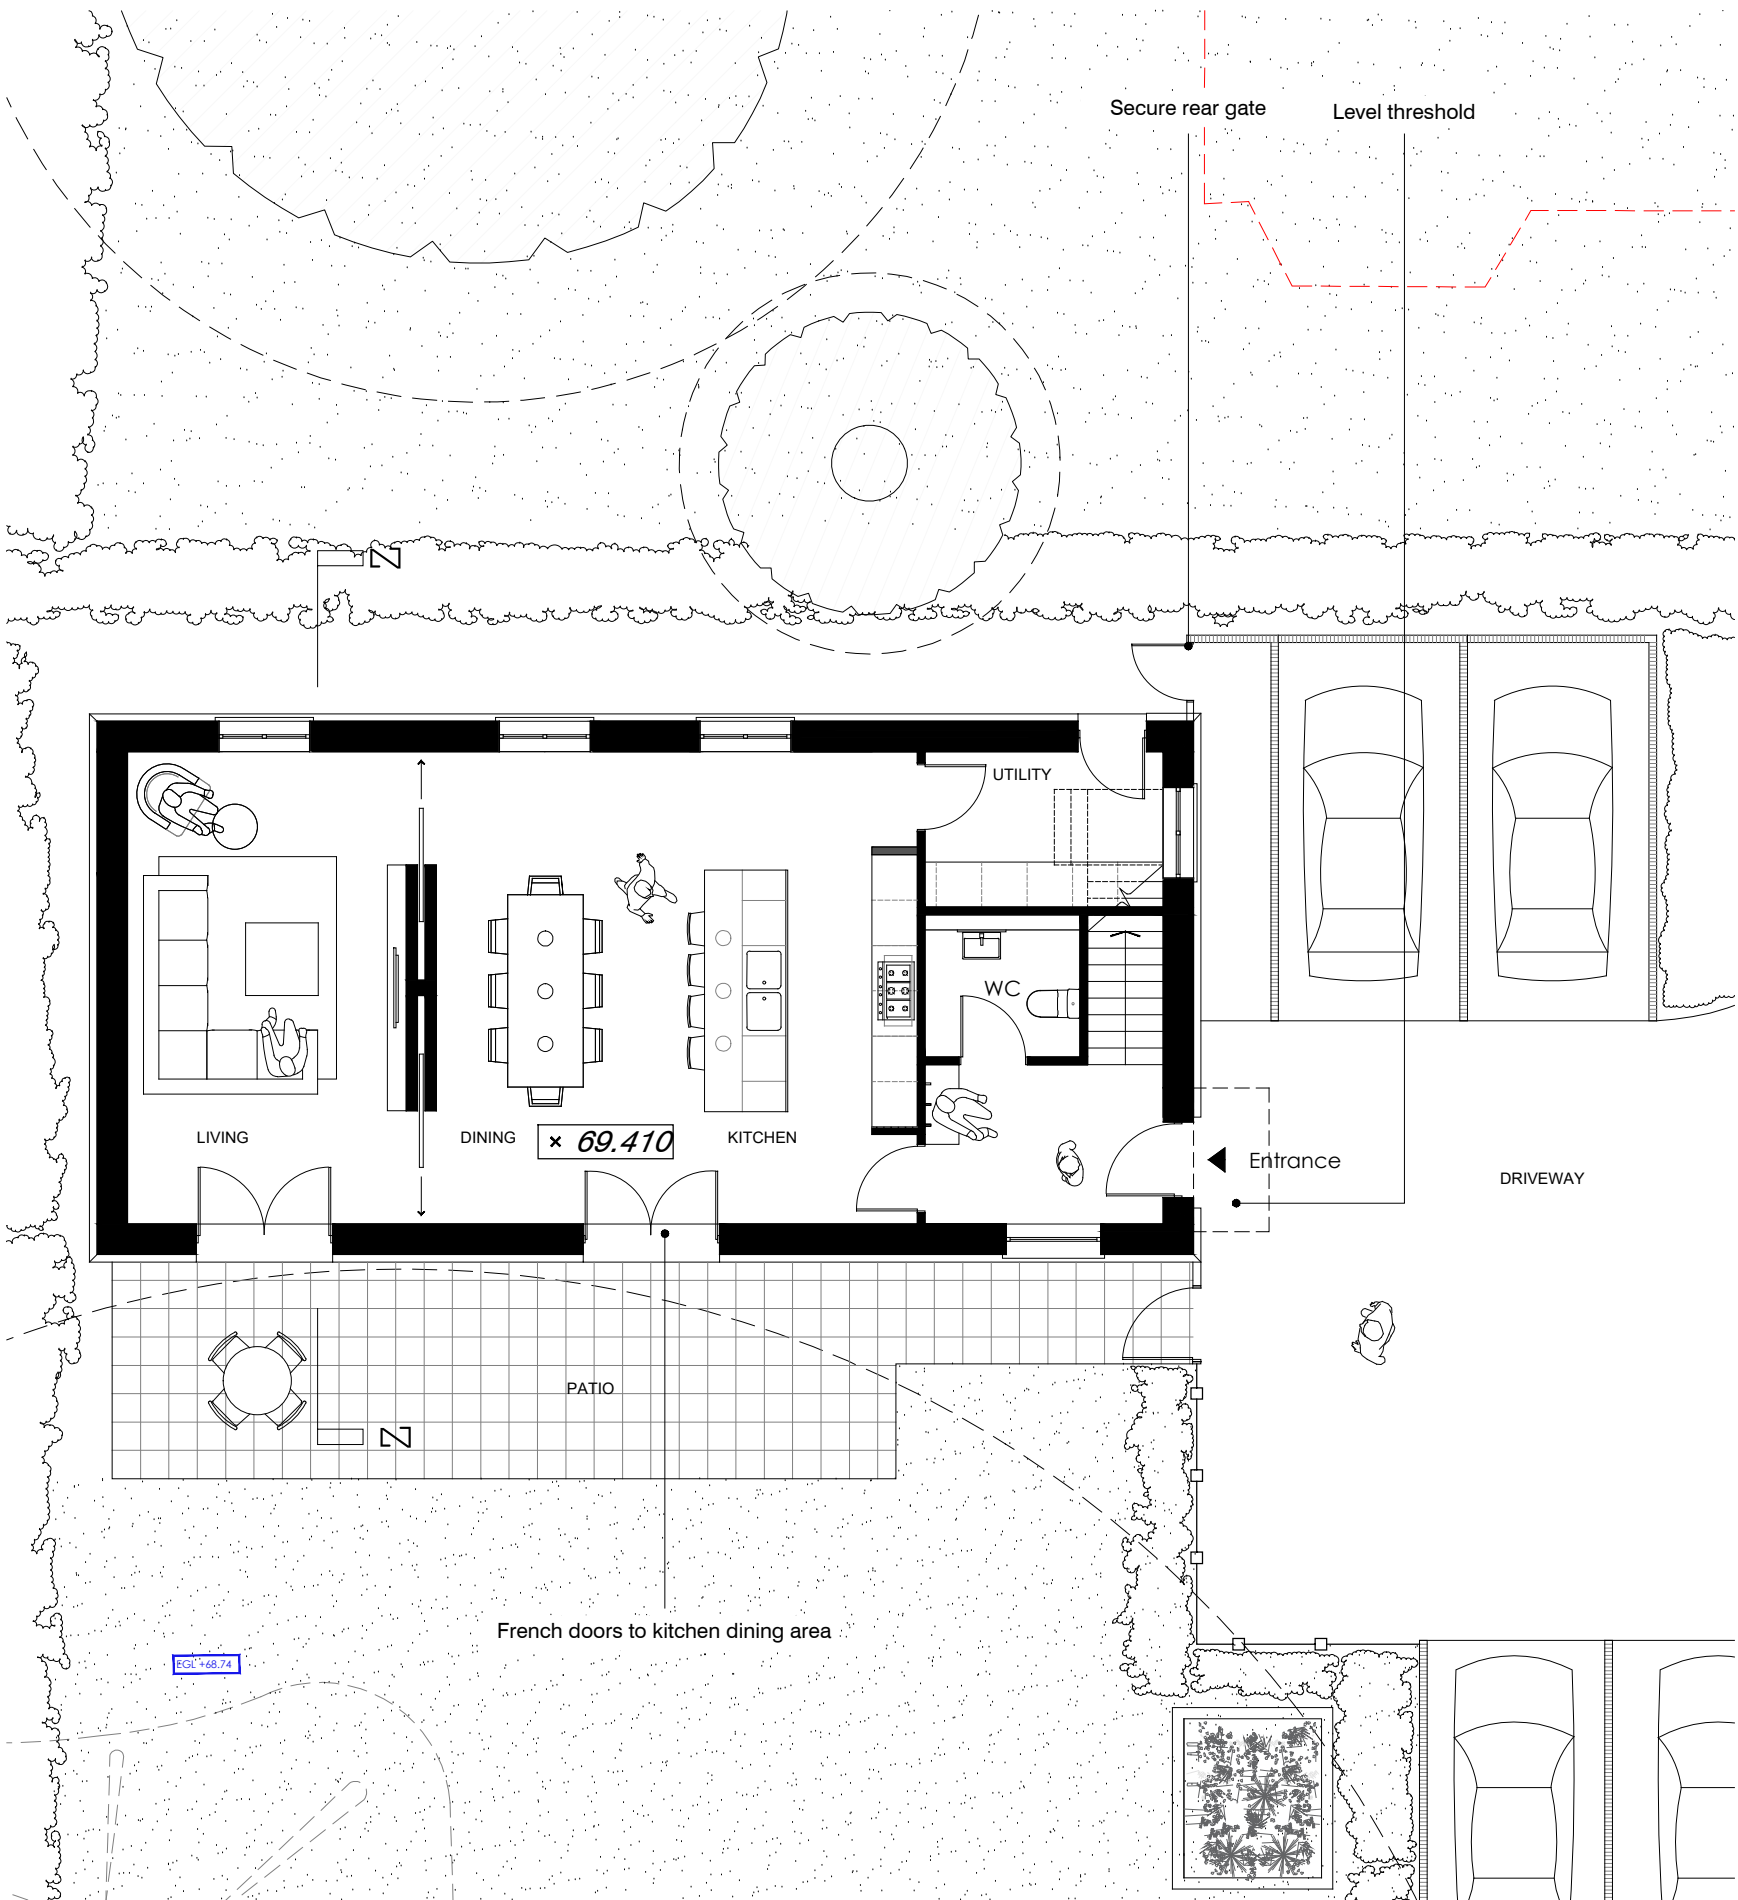 Secure rear gate
Level threshold
Z
UTILITY
WC
LIVING
DINING
× 69.410
KITCHEN
Entrance
DRIVEWAY
PATIO
Z
French doors to kitchen dining area
EGL +68.74